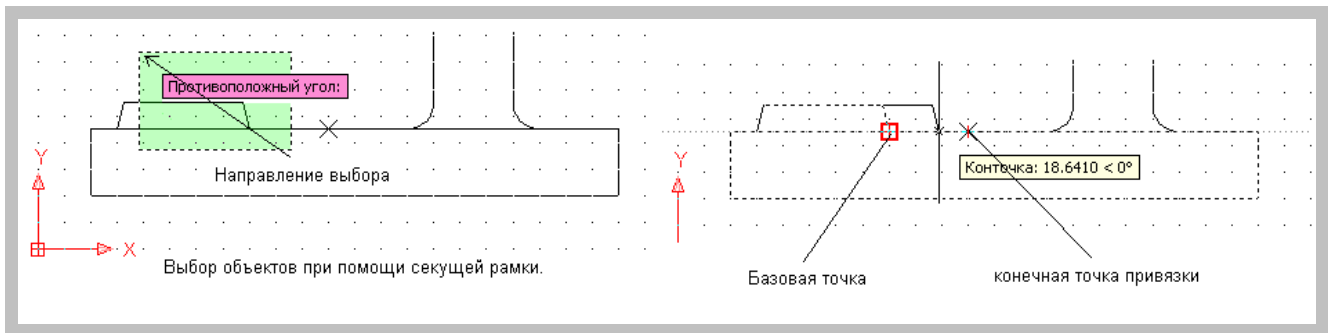 Противоположный угол:
Направление выбора
Y
X
Выбор объектов при помощи секущей рамки.
Y
Конточка: 18.6410 < 0°
Базовая точка
конечная точка привязки